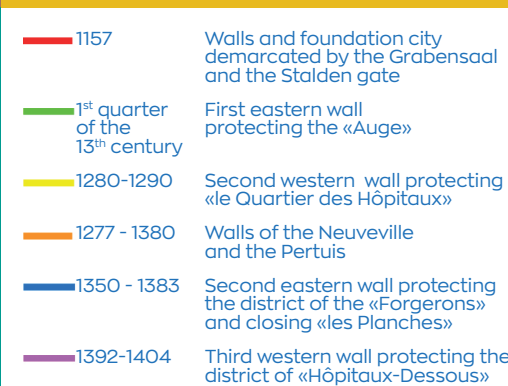 1157 Walls and foundation city
demarcated by the Grabensaal
and the Stalden gate
1st quarter First eastern wall
of the protecting the «Auge»
13th century
1280-1290 Second western wall protecting
«le Quartier des Hôpitaux»
1277 - 1380 Walls of the Neuveville
and the Pertuis
1350 - 1383 Second eastern wall protecting
the district of the «Forgerons»
and closing «les Planches»
1392-1404 Third western wall protecting the
district of «Hôpitaux-Dessous»